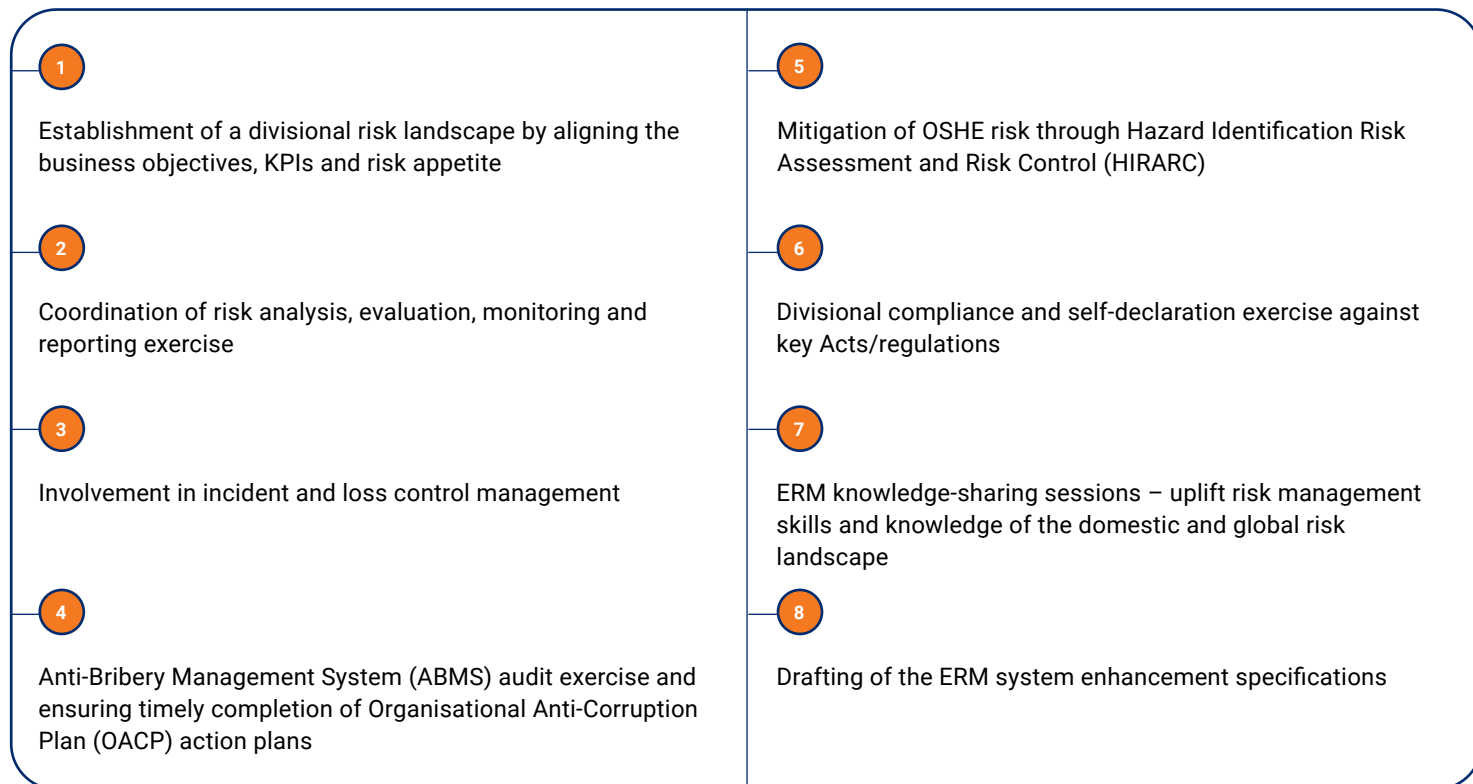 1
Establishment of a divisional risk landscape by aligning the
business objectives, KPIs and risk appetite
2
Coordination of risk analysis, evaluation, monitoring and
reporting exercise
3
Involvement in incident and loss control management
4
Anti-Bribery Management System (ABMS) audit exercise and
ensuring timely completion of Organisational Anti-Corruption
Plan (OACP) action plans
5
Mitigation of OSHE risk through Hazard Identification Risk
Assessment and Risk Control (HIRARC)
6
Divisional compliance and self-declaration exercise against
key Acts/regulations
7
ERM knowledge-sharing sessions – uplift risk management
skills and knowledge of the domestic and global risk
landscape
8
Drafting of the ERM system enhancement specifications